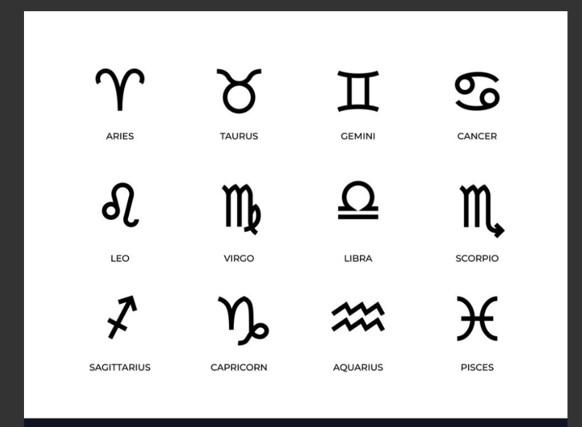 ARIES TAURUS GEMINI CANCER
LEO VIRGO LIBRA SCORPIO
SAGITTARIUS CAPRICORN AQUARIUS PISCES